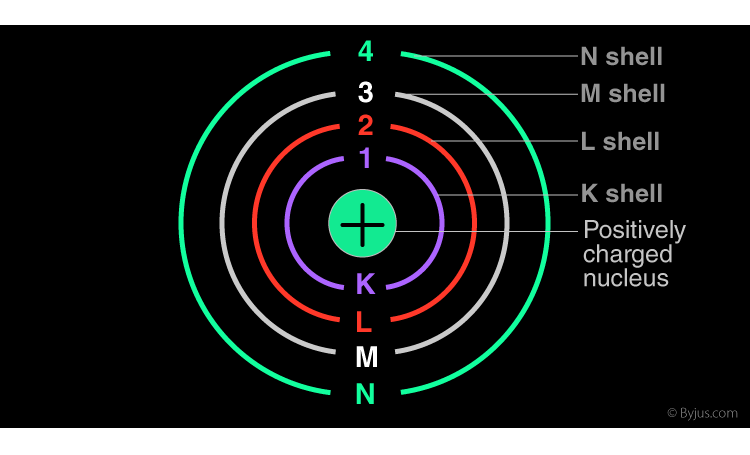 4
3
2
1
K
L
M
N
N shell
M shell
L shell
K shell
Positively
charged
nucleus
© Byjus.com